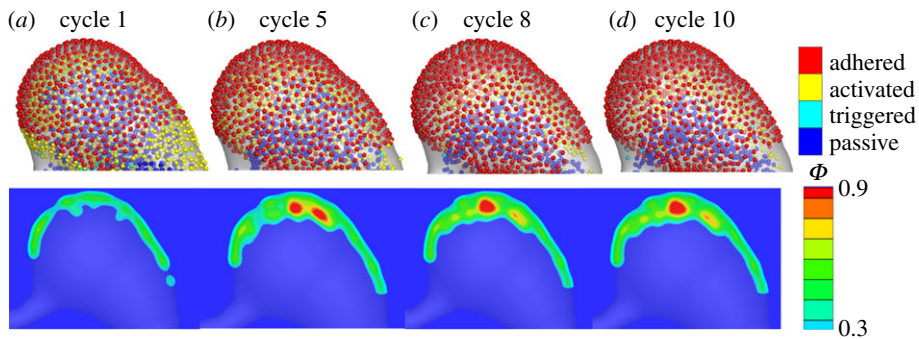 (a) cycle 1
(b) cycle 5
(c) cycle 8
(d) cycle 10
adhered
activated
triggered
passive
Φ
0.9
0.3